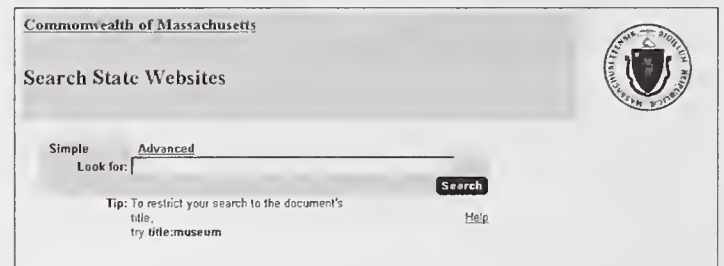 Commonwealth of Massachusetts
Search State Websites
Simple Advanced
Look for:
Search
Tip: To restrict your search to the document's
title,
Help
try title:museum